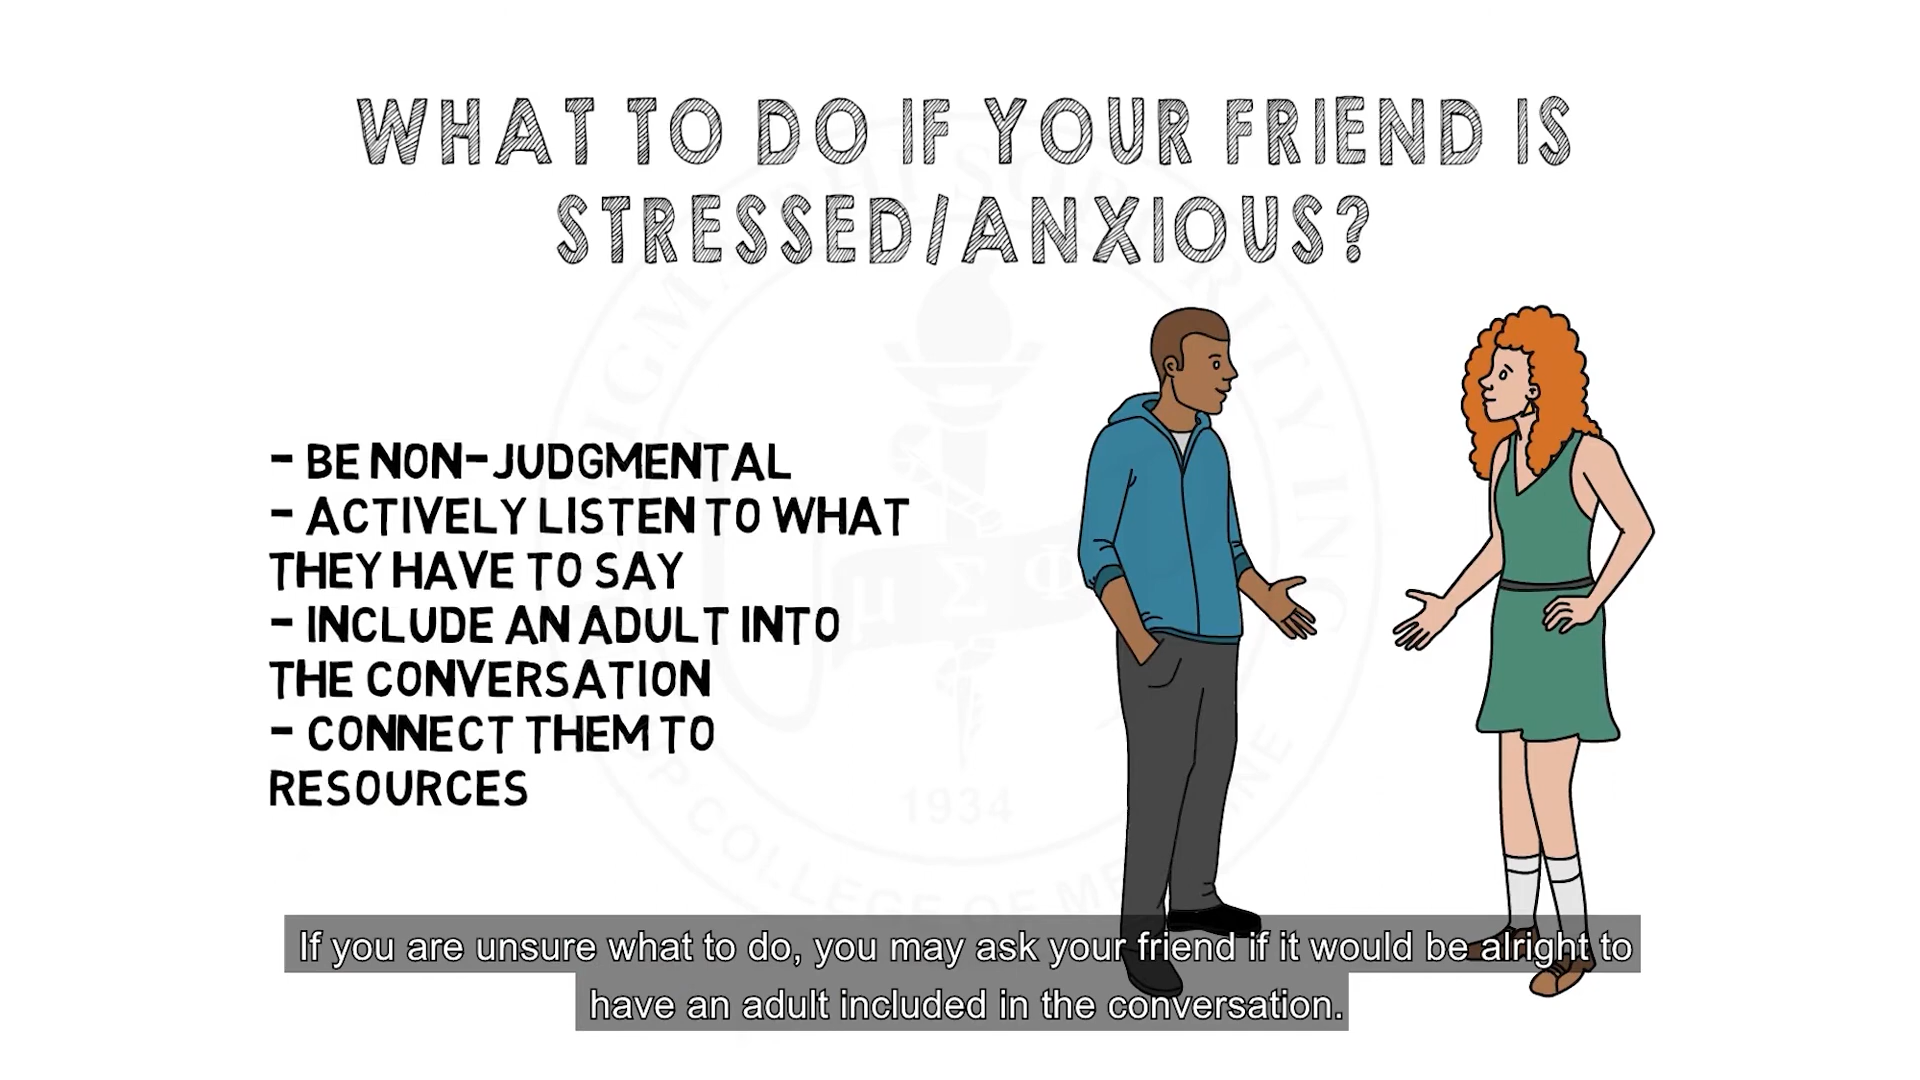 WHAT TO DO IF YOUR FRIEND IS
STRESSED/ANXIOUS?
- BE NON-JUDGMENTAL
- ACTIVELY LISTEN TO WHAT
THEY HAVE TO SAY
- INCLUDE AN ADULT INTO
THE CONVERSATION
- CONNECT THEM TO
RESOURCES
μ Σ Φ
1934
If you are unsure what to do, you may ask your friend if it would be alright to
have an adult included in the conversation.